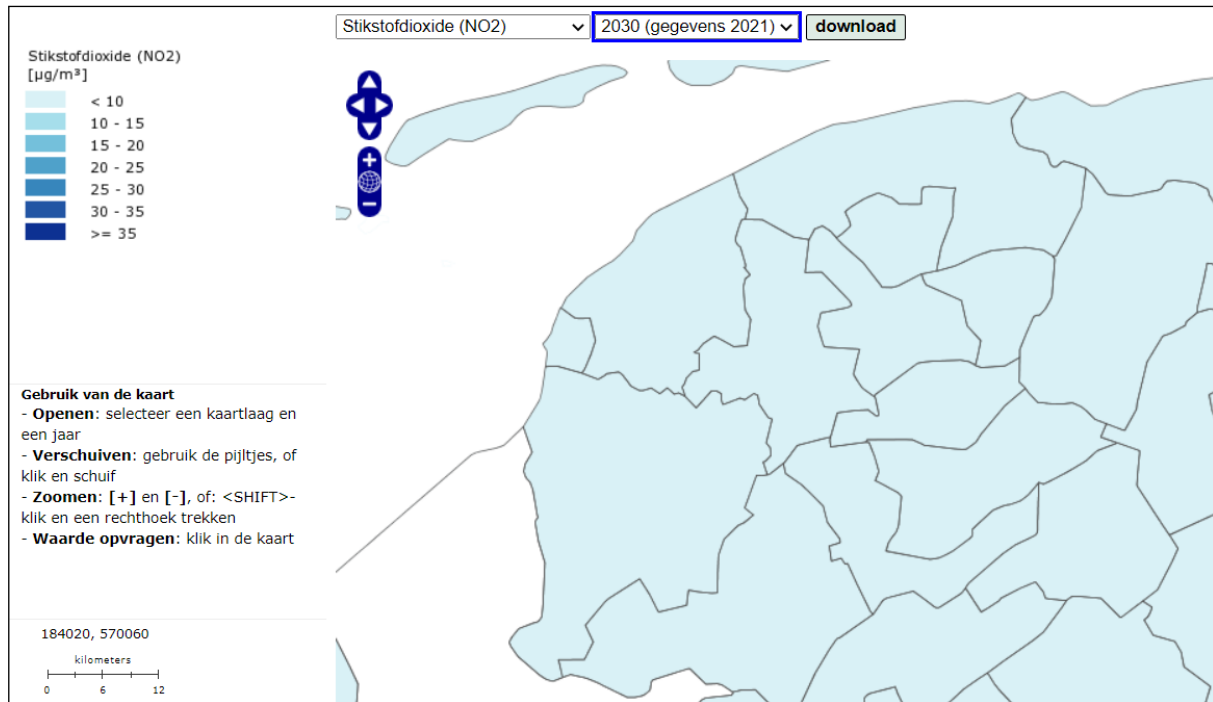 Stikstofdioxide (NO2) 2030 (gegevens 2021) download
Stikstofdioxide (NO2)
[µg/m³]
< 10
10 - 15
15 - 20
20 - 25
25 - 30
30 - 35
>= 35
Gebruik van de kaart
- Openen: selecteer een kaartlaag en
een jaar
- Verschuiven: gebruik de pijltjes, of
klik en schuif
- Zoomen: [+] en [-], of: <SHIFT>-
klik en een rechthoek trekken
- Waarde opvragen: klik in de kaart
184020, 570060
kilometers
0 6 12